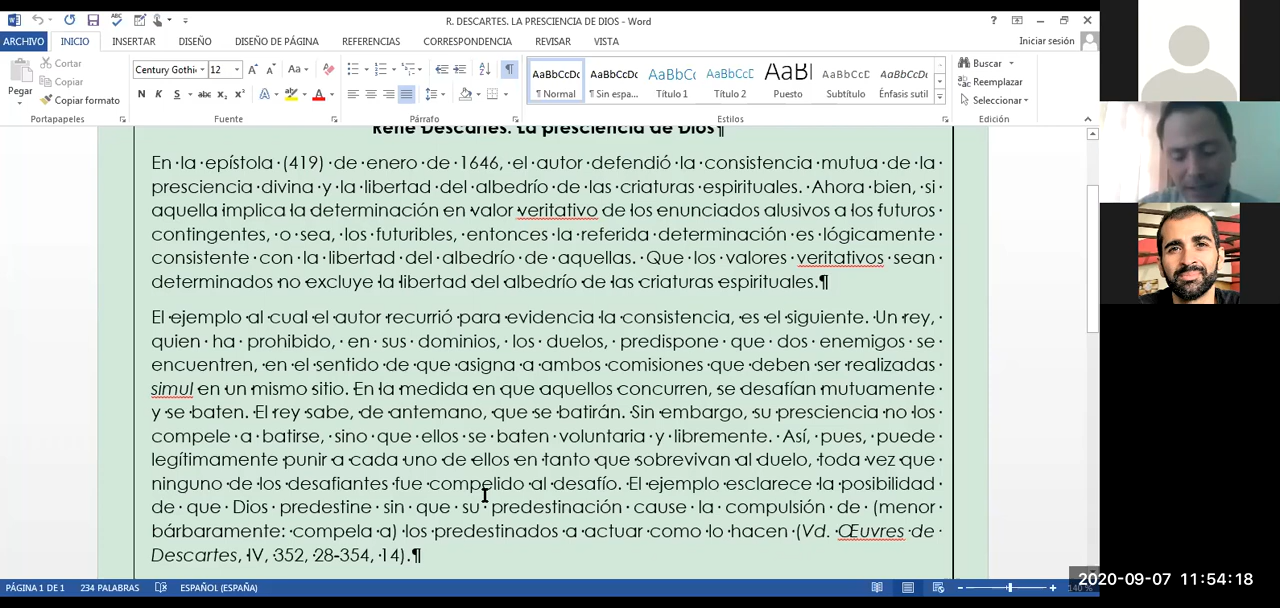 R. DESCARTES. LA PRESCIENCIA DE DIOS - Word
ARCHIVO INICIO INSERTAR DISEÑO DISEÑO DE PÁGINA REFERENCIAS CORRESPONDENCIA REVISAR VISTA Iniciar sesión
Cortar
Copiar
Copiar formato
Pegar
Century Gothi 12
N K S abc x₂ x²
AaBbCcDc AaBbCcDc AaBbC AaBbCcC AaBl AaBbCcD AaBbCcDc
¶ Normal ¶ Sin espa... Título 1 Título 2 Puesto Subtítulo Énfasis sutil
Buscar
Reemplazar
Seleccionar
Portapapeles Fuente Párrafo Estilos Edición
René Descartes. La presciencia de Dios¶
En la epístola (419) de enero de 1646, el autor defendió la consistencia mutua de la
presciencia divina y la libertad del albedrío de las criaturas espirituales. Ahora bien, si
aquella implica la determinación en valor veritativo de los enunciados alusivos a los futuros
contingentes, o sea, los futuribles, entonces la referida determinación es lógicamente
consistente con la libertad del albedrío de aquellas. Que los valores veritativos sean
determinados no excluye la libertad del albedrío de las criaturas espirituales.¶
El ejemplo al cual el autor recurrió para evidencia la consistencia, es el siguiente. Un rey,
quien ha prohibido, en sus dominios, los duelos, predispone que dos enemigos se
encuentren, en el sentido de que asigna a ambos comisiones que deben ser realizadas
simul en un mismo sitio. En la medida en que aquellos concurren, se desafían mutuamente
y se baten. El rey sabe, de antemano, que se batirán. Sin embargo, su presciencia no los
compele a batirse, sino que ellos se baten voluntaria y libremente. Así, pues, puede
legítimamente punir a cada uno de ellos en tanto que sobrevivan al duelo, toda vez que
ninguno de los desafiantes fue compelido al desafío. El ejemplo esclarece la posibilidad
de que Dios predestine sin que su predestinación cause la compulsión de (menor
bárbaramente: compela a) los predestinados a actuar como lo hacen (Vd. Œuvres de
Descartes, IV, 352, 28-354, 14).¶
PÁGINA 1 DE 1 234 PALABRAS ESPAÑOL (ESPAÑA) 140 %
2020-09-07 11:54:18